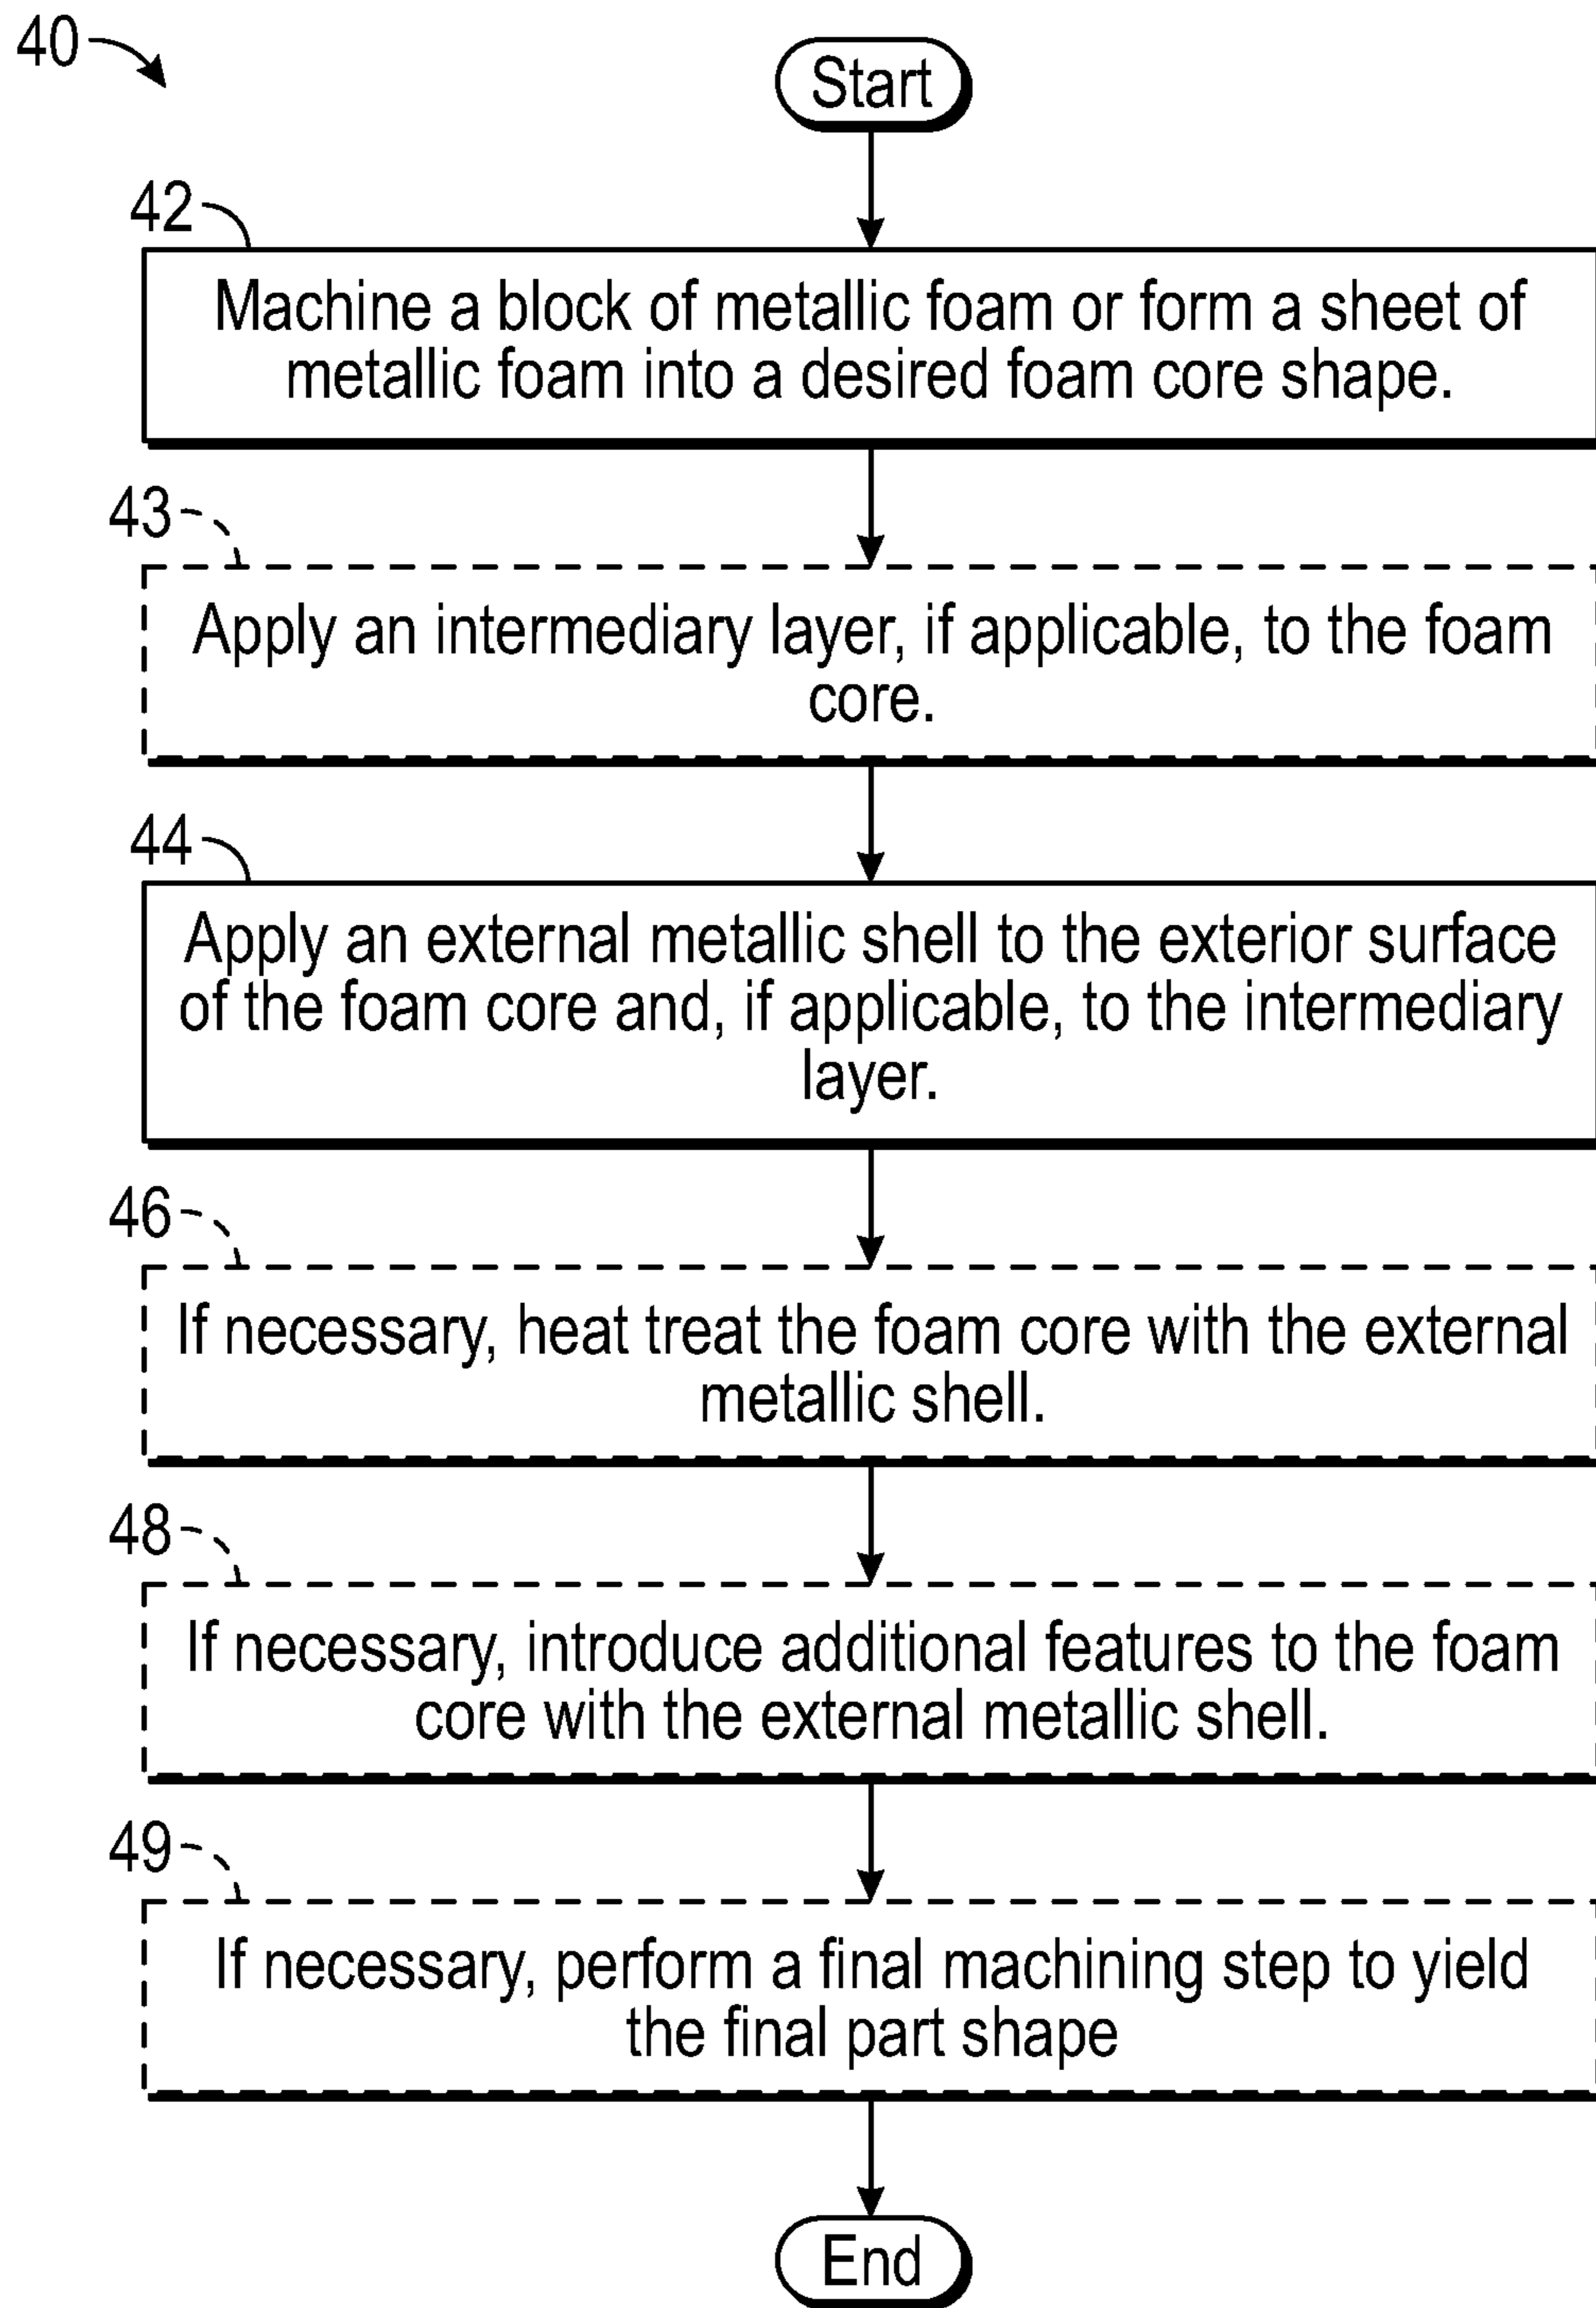 40
Start
42
Machine a block of metallic foam or form a sheet of
metallic foam into a desired foam core shape.
43
Apply an intermediary layer, if applicable, to the foam
core.
44
Apply an external metallic shell to the exterior surface
of the foam core and, if applicable, to the intermediary
layer.
46
If necessary, heat treat the foam core with the external
metallic shell.
48
If necessary, introduce additional features to the foam
core with the external metallic shell.
49
If necessary, perform a final machining step to yield
the final part shape
End